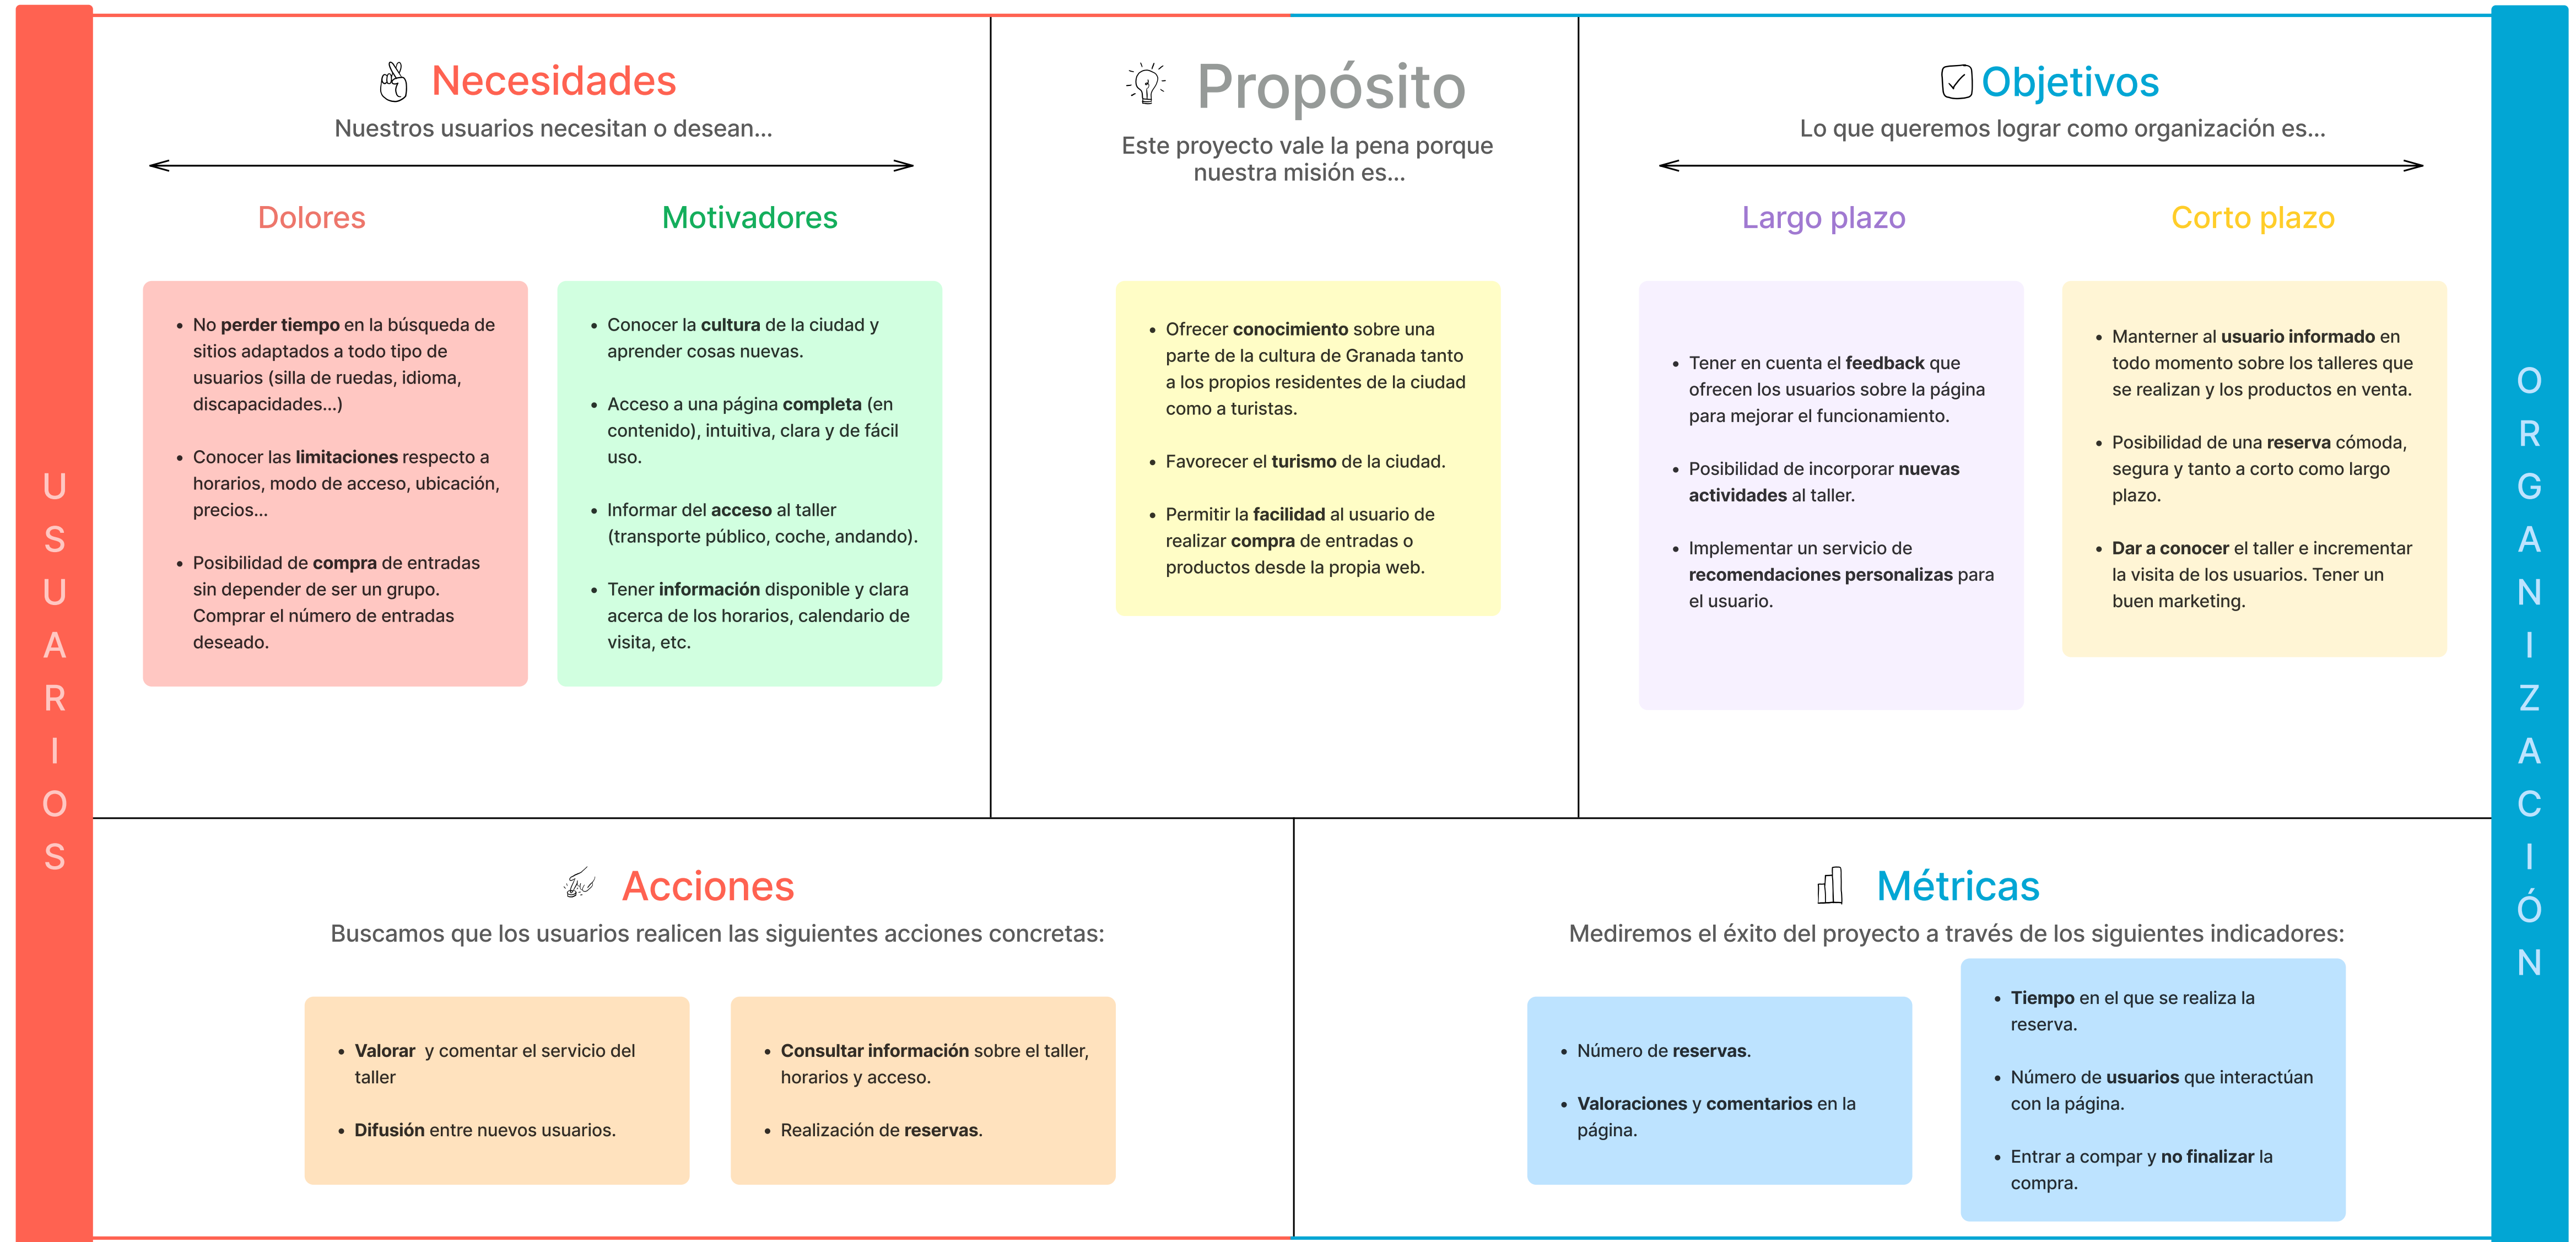 USUARIOS
Necesidades
Nuestros usuarios necesitan o desean...
Dolores
No perder tiempo en la búsqueda de
sitios adaptados a todo tipo de
usuarios (silla de ruedas, idioma,
discapacidades...)
Conocer las limitaciones respecto a
horarios, modo de acceso, ubicación,
precios...
Posibilidad de compra de entradas
sin depender de ser un grupo.
Comprar el número de entradas
deseado.
Motivadores
Conocer la cultura de la ciudad y
aprender cosas nuevas.
Acceso a una página completa (en
contenido), intuitiva, clara y de fácil
uso.
Informar del acceso al taller
(transporte público, coche, andando).
Tener información disponible y clara
acerca de los horarios, calendario de
visita, etc.
Propósito
Este proyecto vale la pena porque
nuestra misión es...
Ofrecer conocimiento sobre una
parte de la cultura de Granada tanto
a los propios residentes de la ciudad
como a turistas.
Favorecer el turismo de la ciudad.
Permitir la facilidad al usuario de
realizar compra de entradas o
productos desde la propia web.
Objetivos
Lo que queremos lograr como organización es...
Largo plazo
Tener en cuenta el feedback que
ofrecen los usuarios sobre la página
para mejorar el funcionamiento.
Posibilidad de incorporar nuevas
actividades al taller.
Implementar un servicio de
recomendaciones personalizas para
el usuario.
Corto plazo
Manterner al usuario informado en
todo momento sobre los talleres que
se realizan y los productos en venta.
Posibilidad de una reserva cómoda,
segura y tanto a corto como largo
plazo.
Dar a conocer el taller e incrementar
la visita de los usuarios. Tener un
buen marketing.
Acciones
Buscamos que los usuarios realicen las siguientes acciones concretas:
Valorar y comentar el servicio del
taller
Difusión entre nuevos usuarios.
Consultar información sobre el taller,
horarios y acceso.
Realización de reservas.
Métricas
Mediremos el éxito del proyecto a través de los siguientes indicadores:
Número de reservas.
Valoraciones y comentarios en la
página.
Tiempo en el que se realiza la
reserva.
Número de usuarios que interactúan
con la página.
Entrar a compar y no finalizar la
compra.
ORGANIZACIÓN